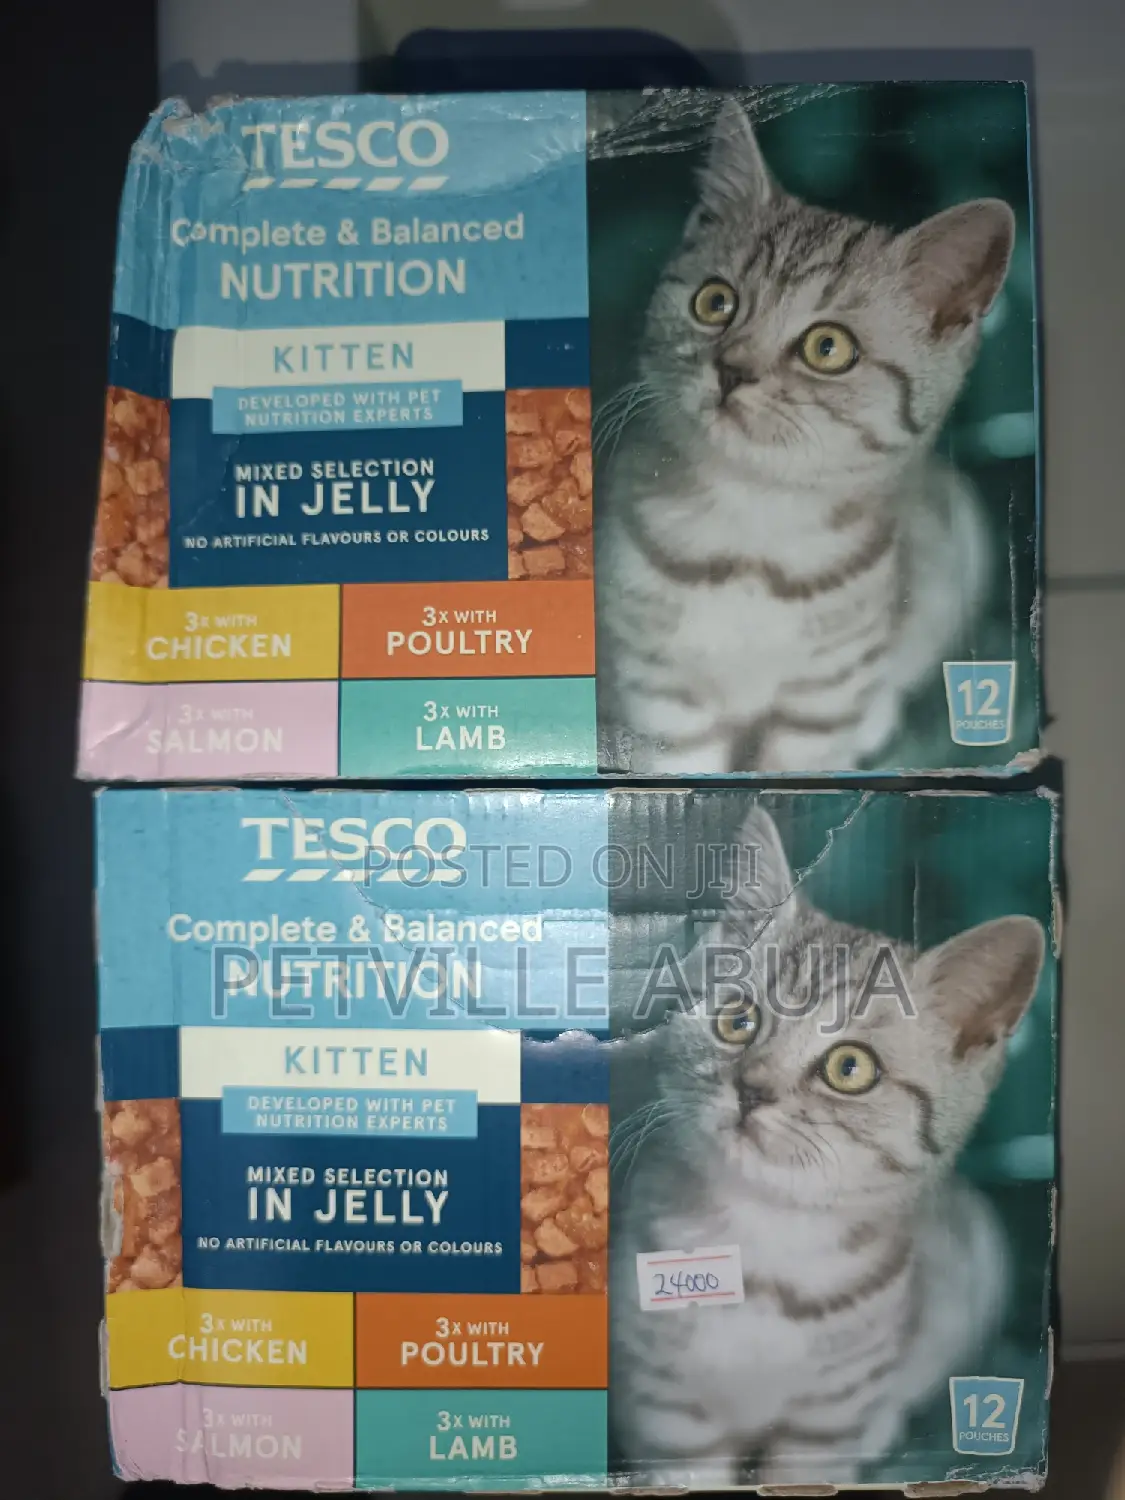 TESCO
Complete & Balanced
NUTRITION
KITTEN
DEVELOPED WITH PET
NUTRITION EXPERTS
MIXED SELECTION
IN JELLY
NO ARTIFICIAL FLAVOURS OR COLOURS
3X WITH
CHICKEN
3X WITH
POULTRY
3X WITH
SALMON
3X WITH
LAMB
12
POUCHES
TESCO
POSTED ON JIJI
Complete & Balanced
NUTRITION
PETVILLE ABUJA
KITTEN
DEVELOPED WITH PET
NUTRITION EXPERTS
MIXED SELECTION
IN JELLY
NO ARTIFICIAL FLAVOURS OR COLOURS
24000
3X WITH
CHICKEN
3X WITH
POULTRY
3X WITH
SALMON
3X WITH
LAMB
12
POUCHES